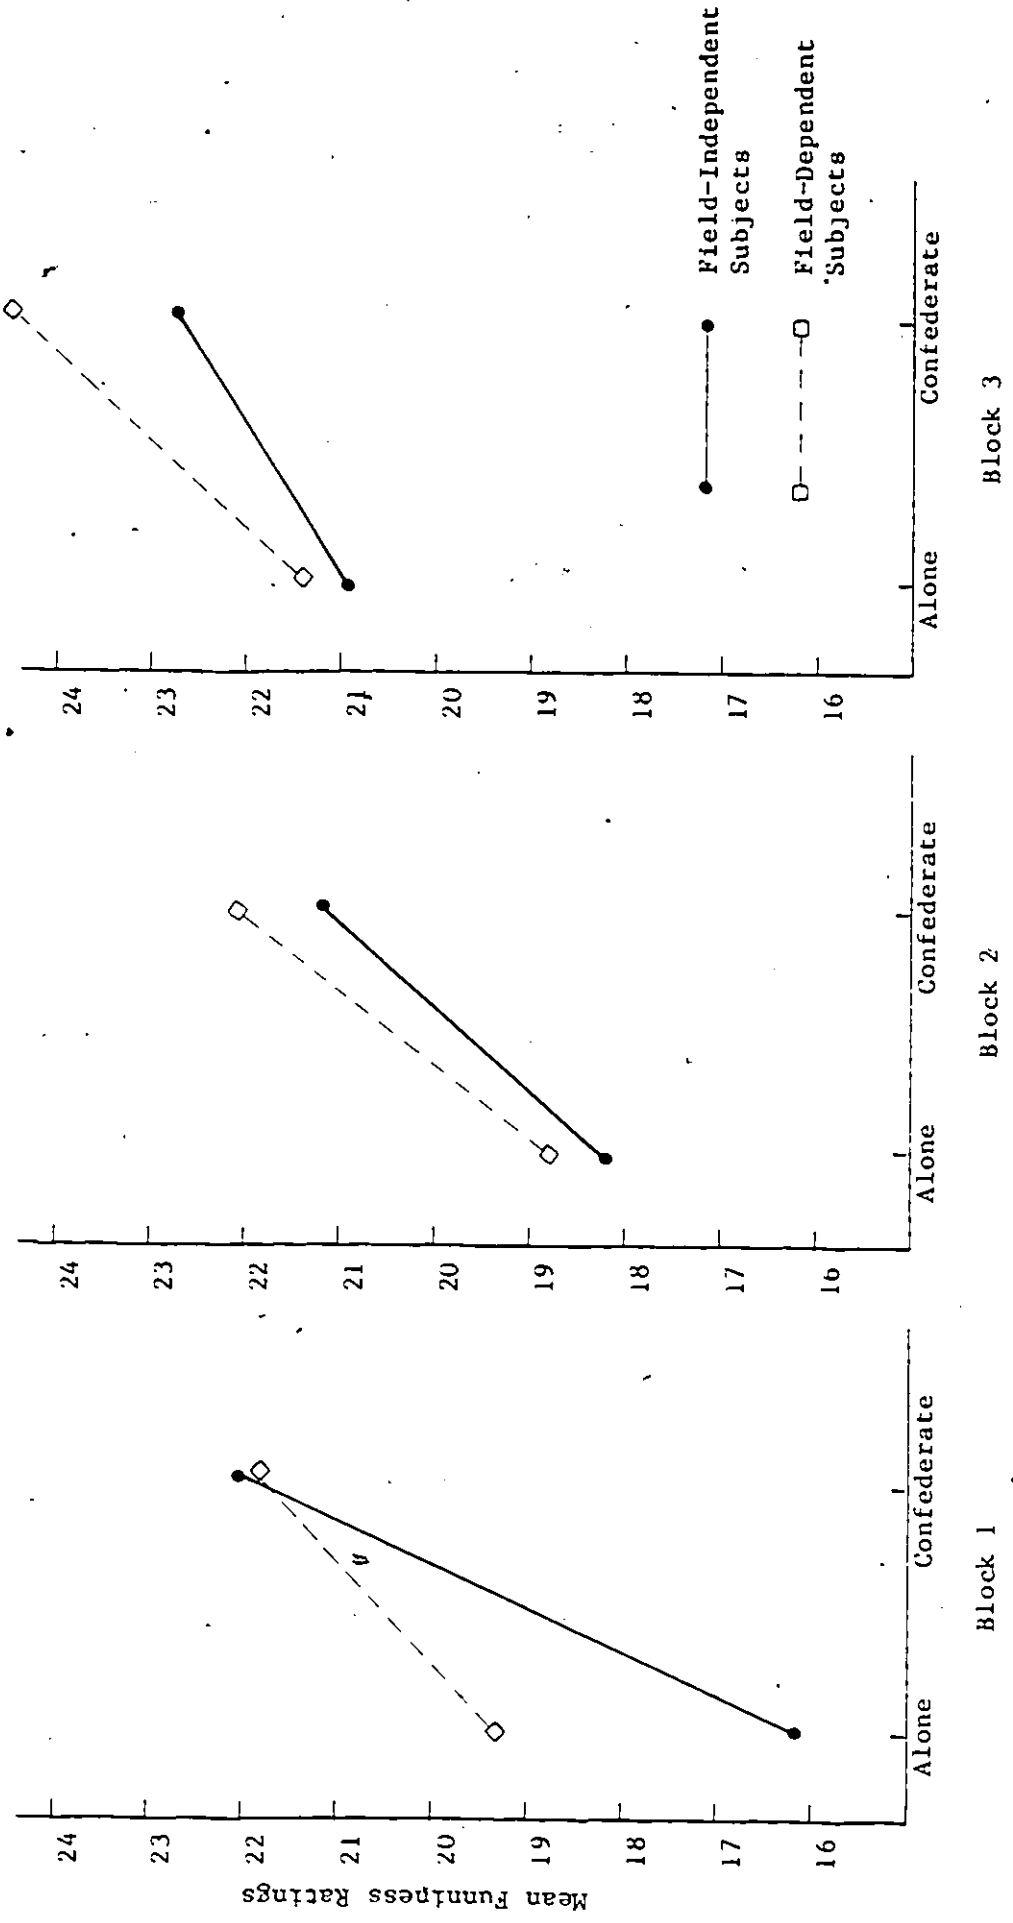 Mean Funniness Ratings
24
23
22
21
20
19
18
17
16
Alone Confederate
Block 1
24
23
22
21
20
19
18
17
16
Alone Confederate
Block 2
24
23
22
21
20
19
18
17
16
Alone Confederate
Block 3
Field-Independent
Subjects
Field-Dependent
Subjects